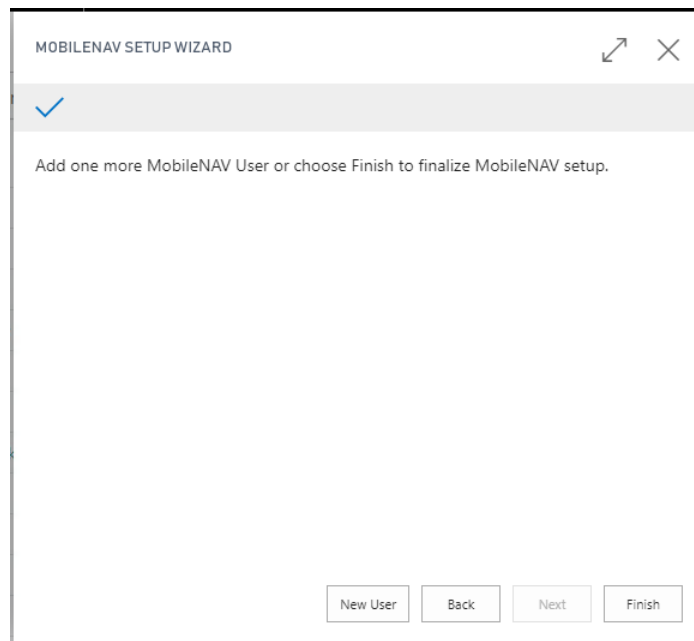 MOBILENAV SETUP WIZARD
Add one more MobileNAV User or choose Finish to finalize MobileNAV setup.
New User
Back
Next
Finish